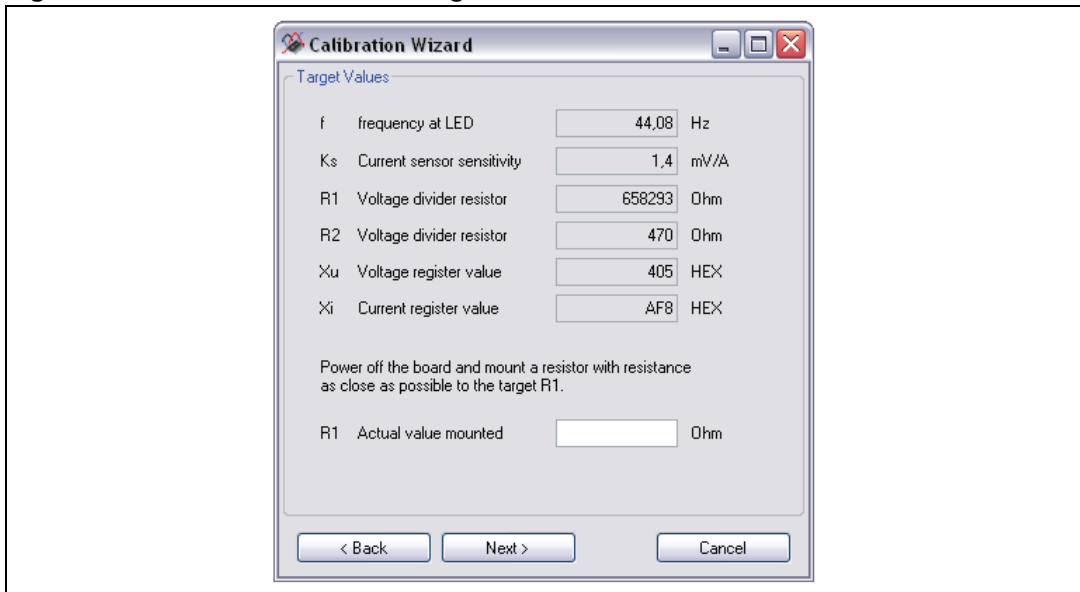 Calibration Wizard
Target Values
f frequency at LED 44,08 Hz
Ks Current sensor sensitivity 1,4 mV/A
R1 Voltage divider resistor 658293 Ohm
R2 Voltage divider resistor 470 Ohm
Xu Voltage register value 405 HEX
Xi Current register value AF8 HEX
Power off the board and mount a resistor with resistance
as close as possible to the target R1.
R1 Actual value mounted Ohm
< Back Next > Cancel